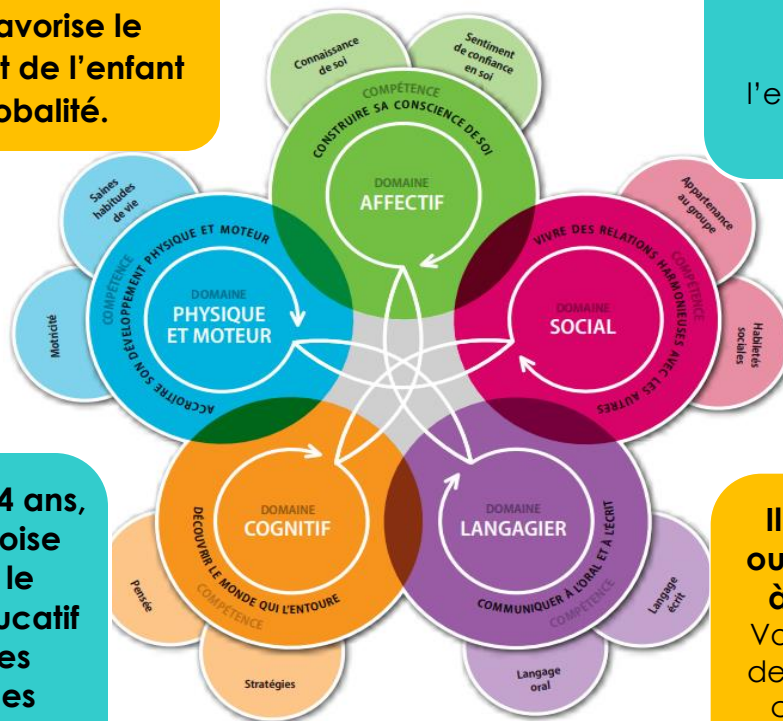 avorise le
t de l'enfant
obalité.
l'e
Connaissance
de soi
Sentiment
de confiance
en soi
COMPÉTENCE
CONSTRUIRE SA CONSCIENCE DE SOI
DOMAINE
AFFECTIF
Saines
habitudes
de vie
Motricité
COMPÉTENCE
ACCROÎTRE SON DÉVELOPPEMENT PHYSIQUE ET MOTEUR
DOMAINE
PHYSIQUE
ET MOTEUR
Appartenance
au groupe
Habiletés
sociales
COMPÉTENCE
VIVRE DES RELATIONS HARMONIEUSES AVEC LES AUTRES
DOMAINE
SOCIAL
4 ans,
oise
le
ucatif
es
es
DOMAINE
COGNITIF
DÉCOUVRIR LE MONDE QUI L'ENTOURE
COMPÉTENCE
Pensée
Stratégies
DOMAINE
LANGAGIER
COMMUNIQUER À L'ORAL ET À L'ÉCRIT
COMPÉTENCE
Langage
écrit
Langage
oral
Il
ou
à
Vo
de